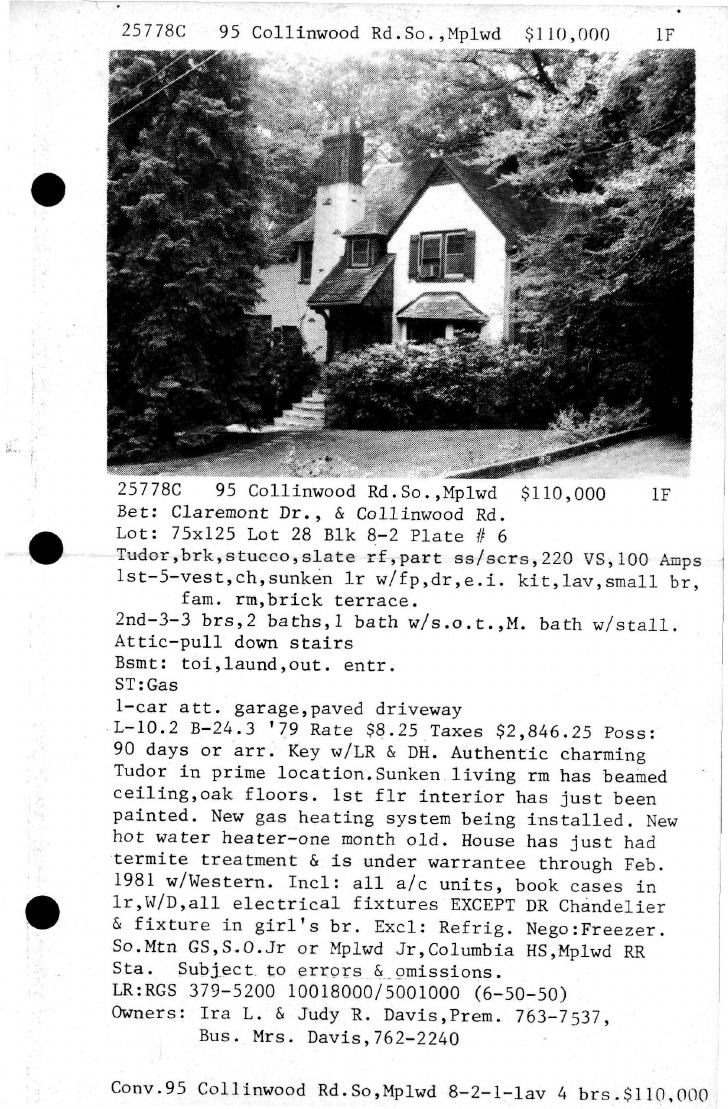 25778C 95 Collinwood Rd.So.,Mplwd $110,000 1F
25778C 95 Collinwood Rd.So.,Mplwd $110,000 1F
Bet: Claremont Dr., & Collinwood Rd.
Lot: 75x125 Lot 28 Blk 8-2 Plate # 6
Tudor,brk,stucco,slate rf,part ss/scrs,220 VS,100 Amps
1st-5-vest,ch,sunken lr w/fp,dr,e.i. kit,lav,small br,
fam. rm,brick terrace.
2nd-3-3 brs,2 baths,1 bath w/s.o.t.,M. bath w/stall.
Attic-pull down stairs
Bsmt: toi,laund,out. entr.
ST:Gas
1-car att. garage,paved driveway
L-10.2 B-24.3 '79 Rate $8.25 Taxes $2,846.25 Poss:
90 days or arr. Key w/LR & DH. Authentic charming
Tudor in prime location.Sunken living rm has beamed
ceiling,oak floors. 1st flr interior has just been
painted. New gas heating system being installed. New
hot water heater-one month old. House has just had
termite treatment & is under warrantee through Feb.
1981 w/Western. Incl: all a/c units, book cases in
lr,W/D,all electrical fixtures EXCEPT DR Chandelier
& fixture in girl's br. Excl: Refrig. Nego:Freezer.
So.Mtn GS,S.O.Jr or Mplwd Jr,Columbia HS,Mplwd RR
Sta. Subject to errors & omissions.
LR:RGS 379-5200 10018000/5001000 (6-50-50)
Owners: Ira L. & Judy R. Davis,Prem. 763-7537,
Bus. Mrs. Davis,762-2240
Conv.95 Collinwood Rd.So,Mplwd 8-2-1-lav 4 brs.$110,000